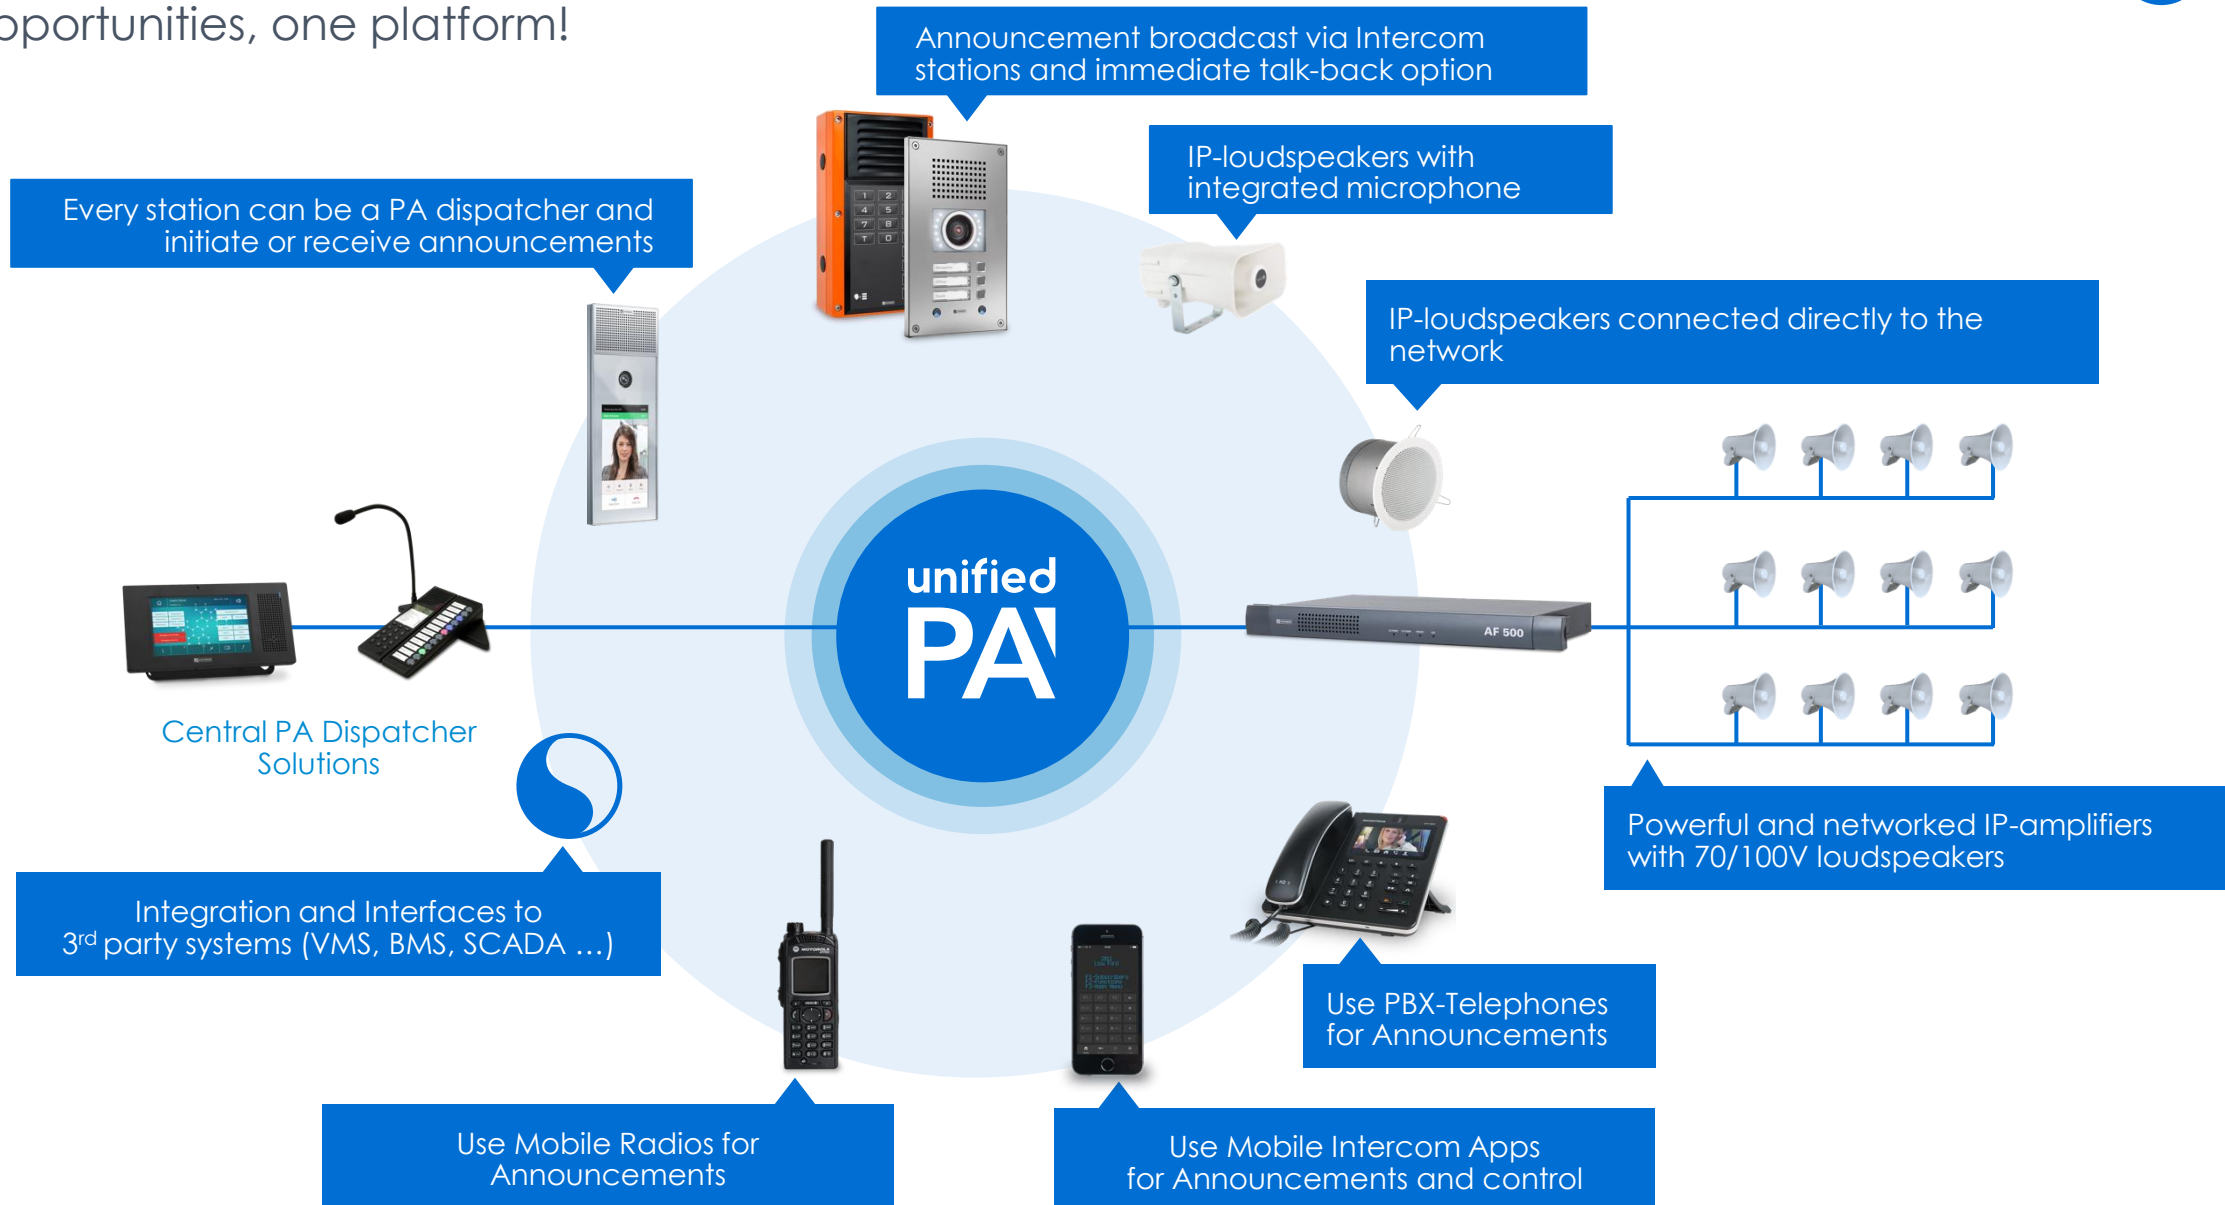 pportunities, one platform!
Announcement broadcast via Intercom
stations and immediate talk-back option
IP-loudspeakers with
integrated microphone
Every station can be a PA dispatcher and
initiate or receive announcements
IP-loudspeakers connected directly to the
network
unified
PA
AF 500
Central PA Dispatcher
Solutions
Powerful and networked IP-amplifiers
with 70/100V loudspeakers
Integration and Interfaces to
3rd party systems (VMS, BMS, SCADA …)
MOTOROLA
Use PBX-Telephones
for Announcements
Use Mobile Radios for
Announcements
Use Mobile Intercom Apps
for Announcements and control